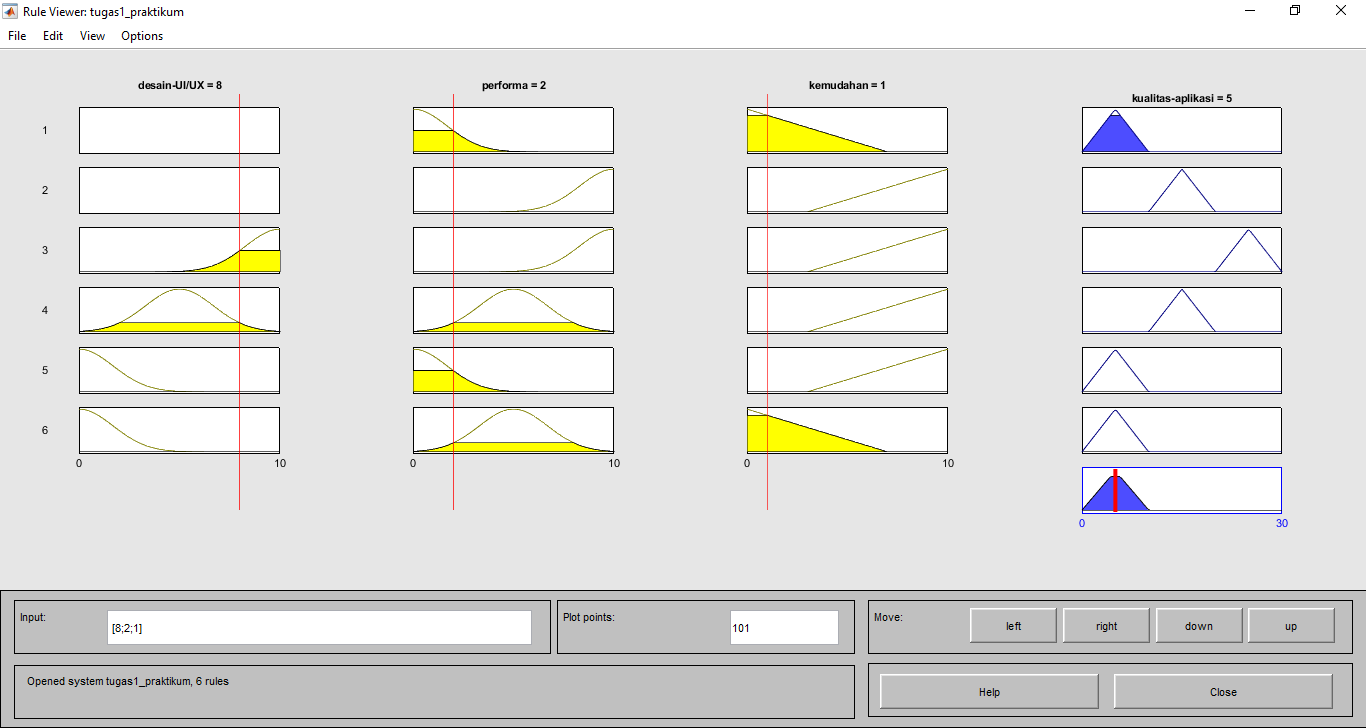 Rule Viewer: tugas1_praktikum
File Edit View Options
desain-UI/UX = 8
performa = 2
kemudahan = 1
kualitas-aplikasi = 5
1
2
3
4
5
6
0 10
0 10
0 10
0 30
Input:
[8;2;1]
Plot points:
101
Move:
left
right
down
up
Opened system tugas1_praktikum, 6 rules
Help
Close